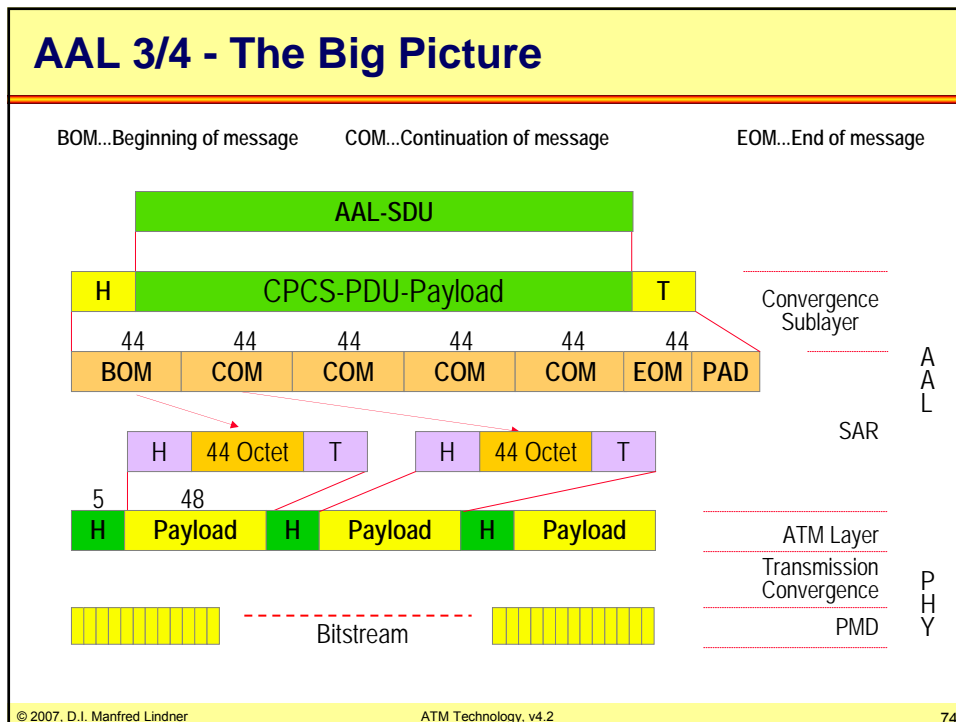 AAL 3/4 - The Big Picture
BOM...Beginning of message COM...Continuation of message EOM...End of message
AAL-SDU
H CPCS-PDU-Payload T
Convergence
Sublayer
44 44 44 44 44 44
BOM COM COM COM COM EOM PAD
A
A
L
SAR
H 44 Octet T H 44 Octet T
5 48
H Payload H Payload H Payload
ATM Layer
Transmission
Convergence
PMD
P
H
Y
Bitstream
© 2007, D.I. Manfred Lindner ATM Technology, v4.2 74